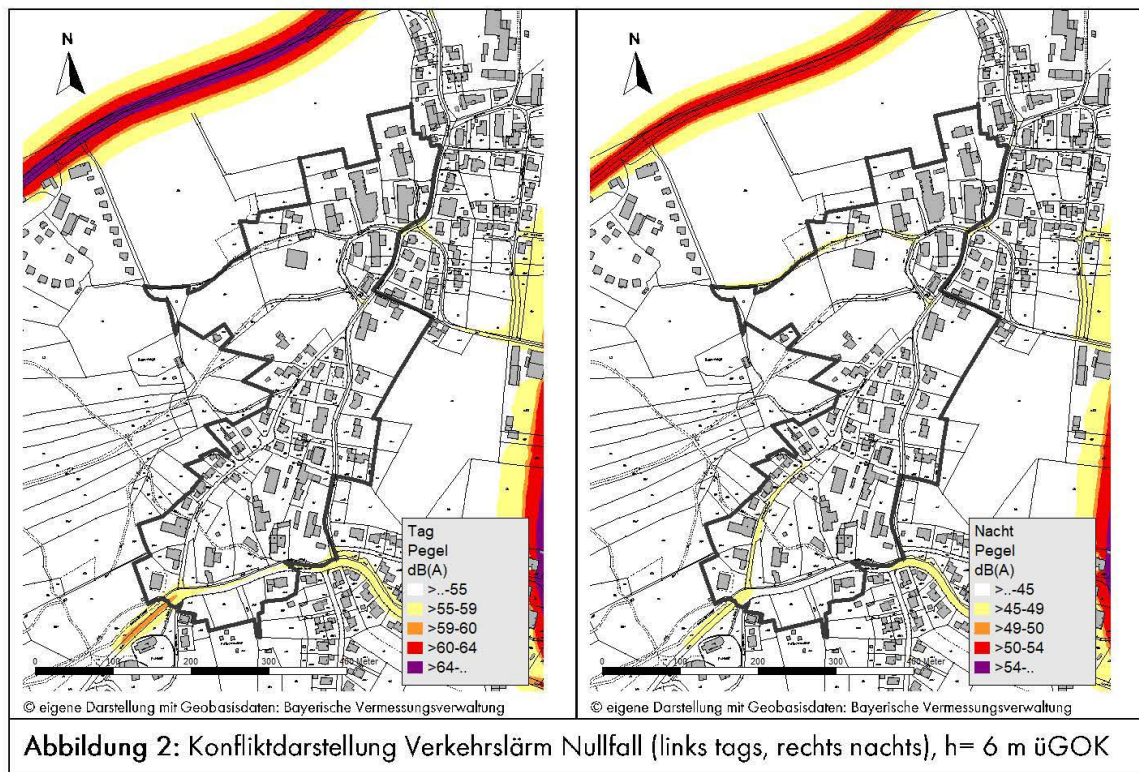 N
Tag
Pegel
dB(A)
>..-55
>55-59
>59-60
>60-64
>64-..
0 100 200 300 400 Meter
© eigene Darstellung mit Geobasisdaten: Bayerische Vermessungsverwaltung
N
Nacht
Pegel
dB(A)
>..-45
>45-49
>49-50
>50-54
>54-..
0 100 200 300 400 Meter
© eigene Darstellung mit Geobasisdaten: Bayerische Vermessungsverwaltung
Abbildung 2: Konfliktdarstellung Verkehrslärm Nullfall (links tags, rechts nachts), h= 6 m üGOK